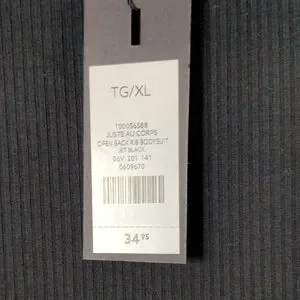 TG/XL
100056588
JUSTE AU CORPS
OPEN BACK RIB BODYSUIT
JET BLACK
06V 201 141
0609670
34 95